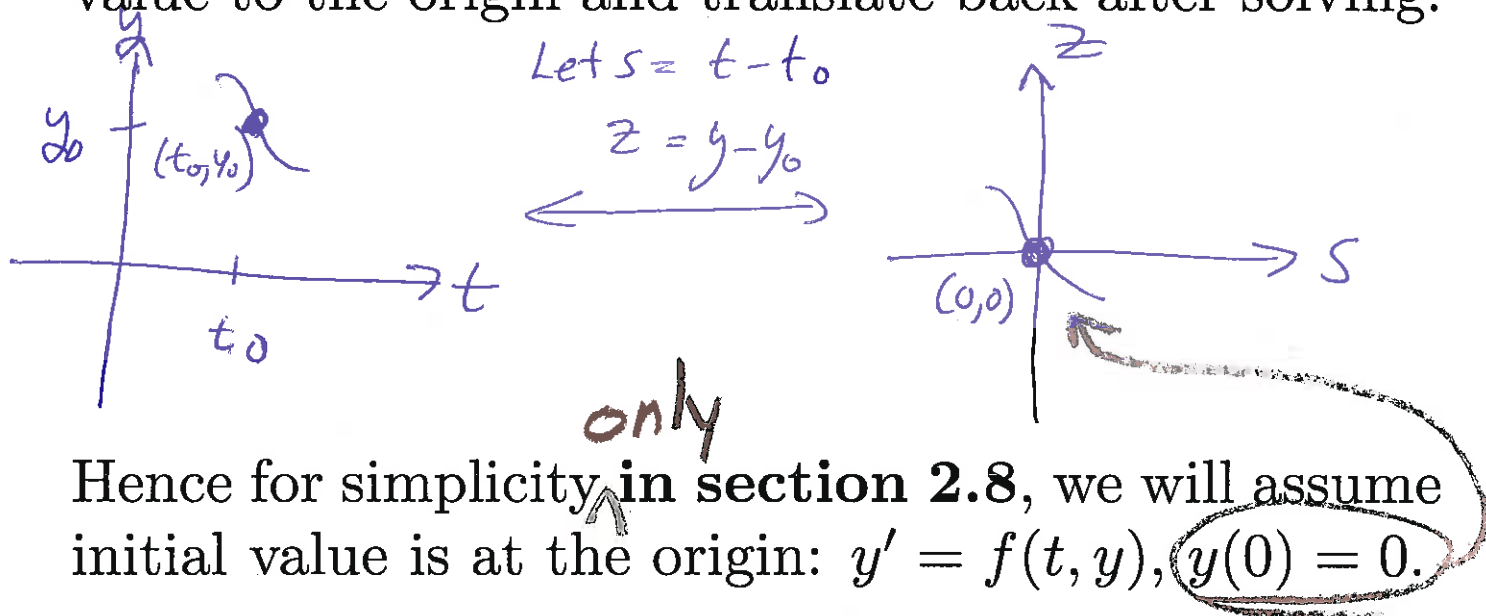 value to the origin and translate back after solving.
y
Let s = t - t₀
z
y₀
(t₀, y₀)
z = y - y₀
t
t₀
(0,0)
s
only
Hence for simplicity, in section 2.8, we will assume
initial value is at the origin: y′ = f(t, y), y(0) = 0.